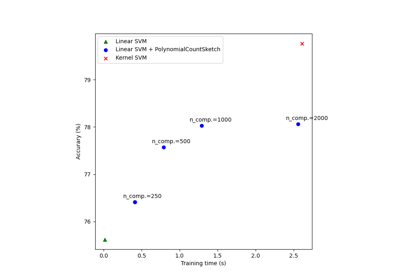 Linear SVM
Linear SVM + PolynomialCountSketch
Kernel SVM
79
78
77
76
Accurary (%)
n_comp.=1000
n_comp.=2000
n_comp.=500
n_comp.=250
0.0 0.5 1.0 1.5 2.0 2.5
Training time (s)